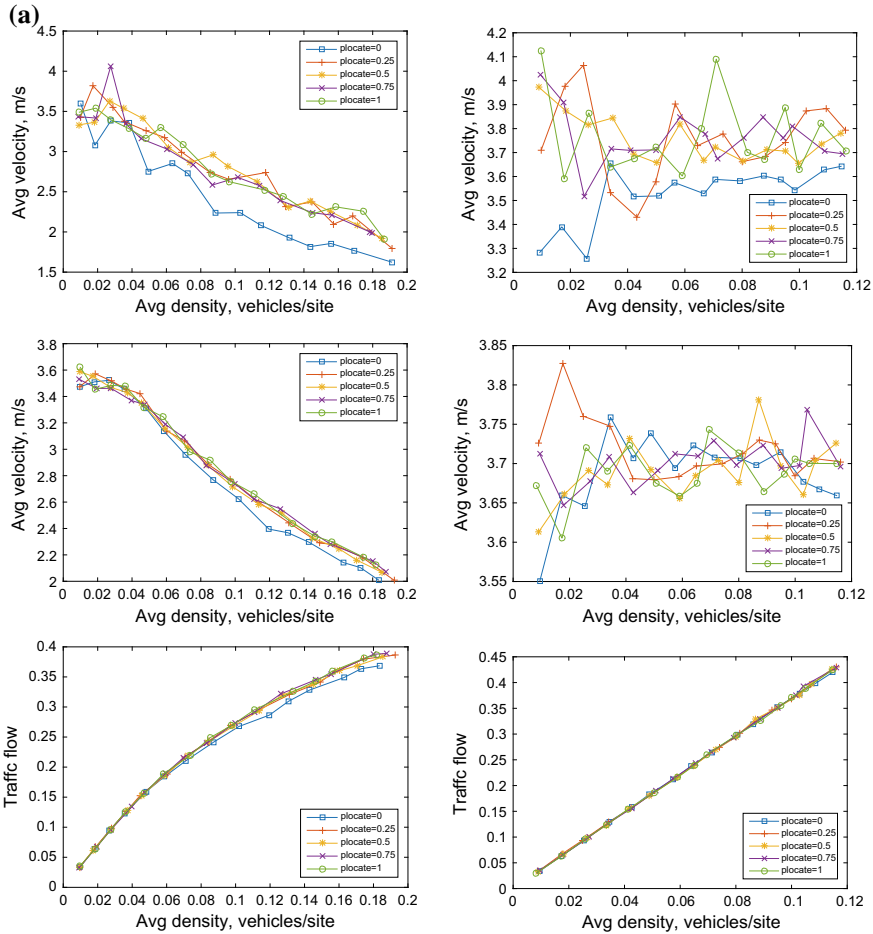 (a)
Avg velocity, m/s
4.5
4
3.5
3
2.5
2
1.5
0 0.02 0.04 0.06 0.08 0.1 0.12 0.14 0.16 0.18 0.2
Avg density, vehicles/site
plocate=0
plocate=0.25
plocate=0.5
plocate=0.75
plocate=1
Avg velocity, m/s
4.2
4.1
4
3.9
3.8
3.7
3.6
3.5
3.4
3.3
3.2
0 0.02 0.04 0.06 0.08 0.1 0.12
Avg density, vehicles/site
plocate=0
plocate=0.25
plocate=0.5
plocate=0.75
plocate=1
Avg velocity, m/s
3.8
3.6
3.4
3.2
3
2.8
2.6
2.4
2.2
2
0 0.02 0.04 0.06 0.08 0.1 0.12 0.14 0.16 0.18 0.2
Avg density, vehicles/site
plocate=0
plocate=0.25
plocate=0.5
plocate=0.75
plocate=1
Avg velocity, m/s
3.85
3.8
3.75
3.7
3.65
3.6
3.55
0 0.02 0.04 0.06 0.08 0.1 0.12
Avg density, vehicles/site
plocate=0
plocate=0.25
plocate=0.5
plocate=0.75
plocate=1
Traffc flow
0.4
0.35
0.3
0.25
0.2
0.15
0.1
0.05
0
0 0.02 0.04 0.06 0.08 0.1 0.12 0.14 0.16 0.18 0.2
Avg density, vehicles/site
plocate=0
plocate=0.25
plocate=0.5
plocate=0.75
plocate=1
Traffc flow
0.45
0.4
0.35
0.3
0.25
0.2
0.15
0.1
0.05
0
0 0.02 0.04 0.06 0.08 0.1 0.12
Avg density, vehicles/site
plocate=0
plocate=0.25
plocate=0.5
plocate=0.75
plocate=1